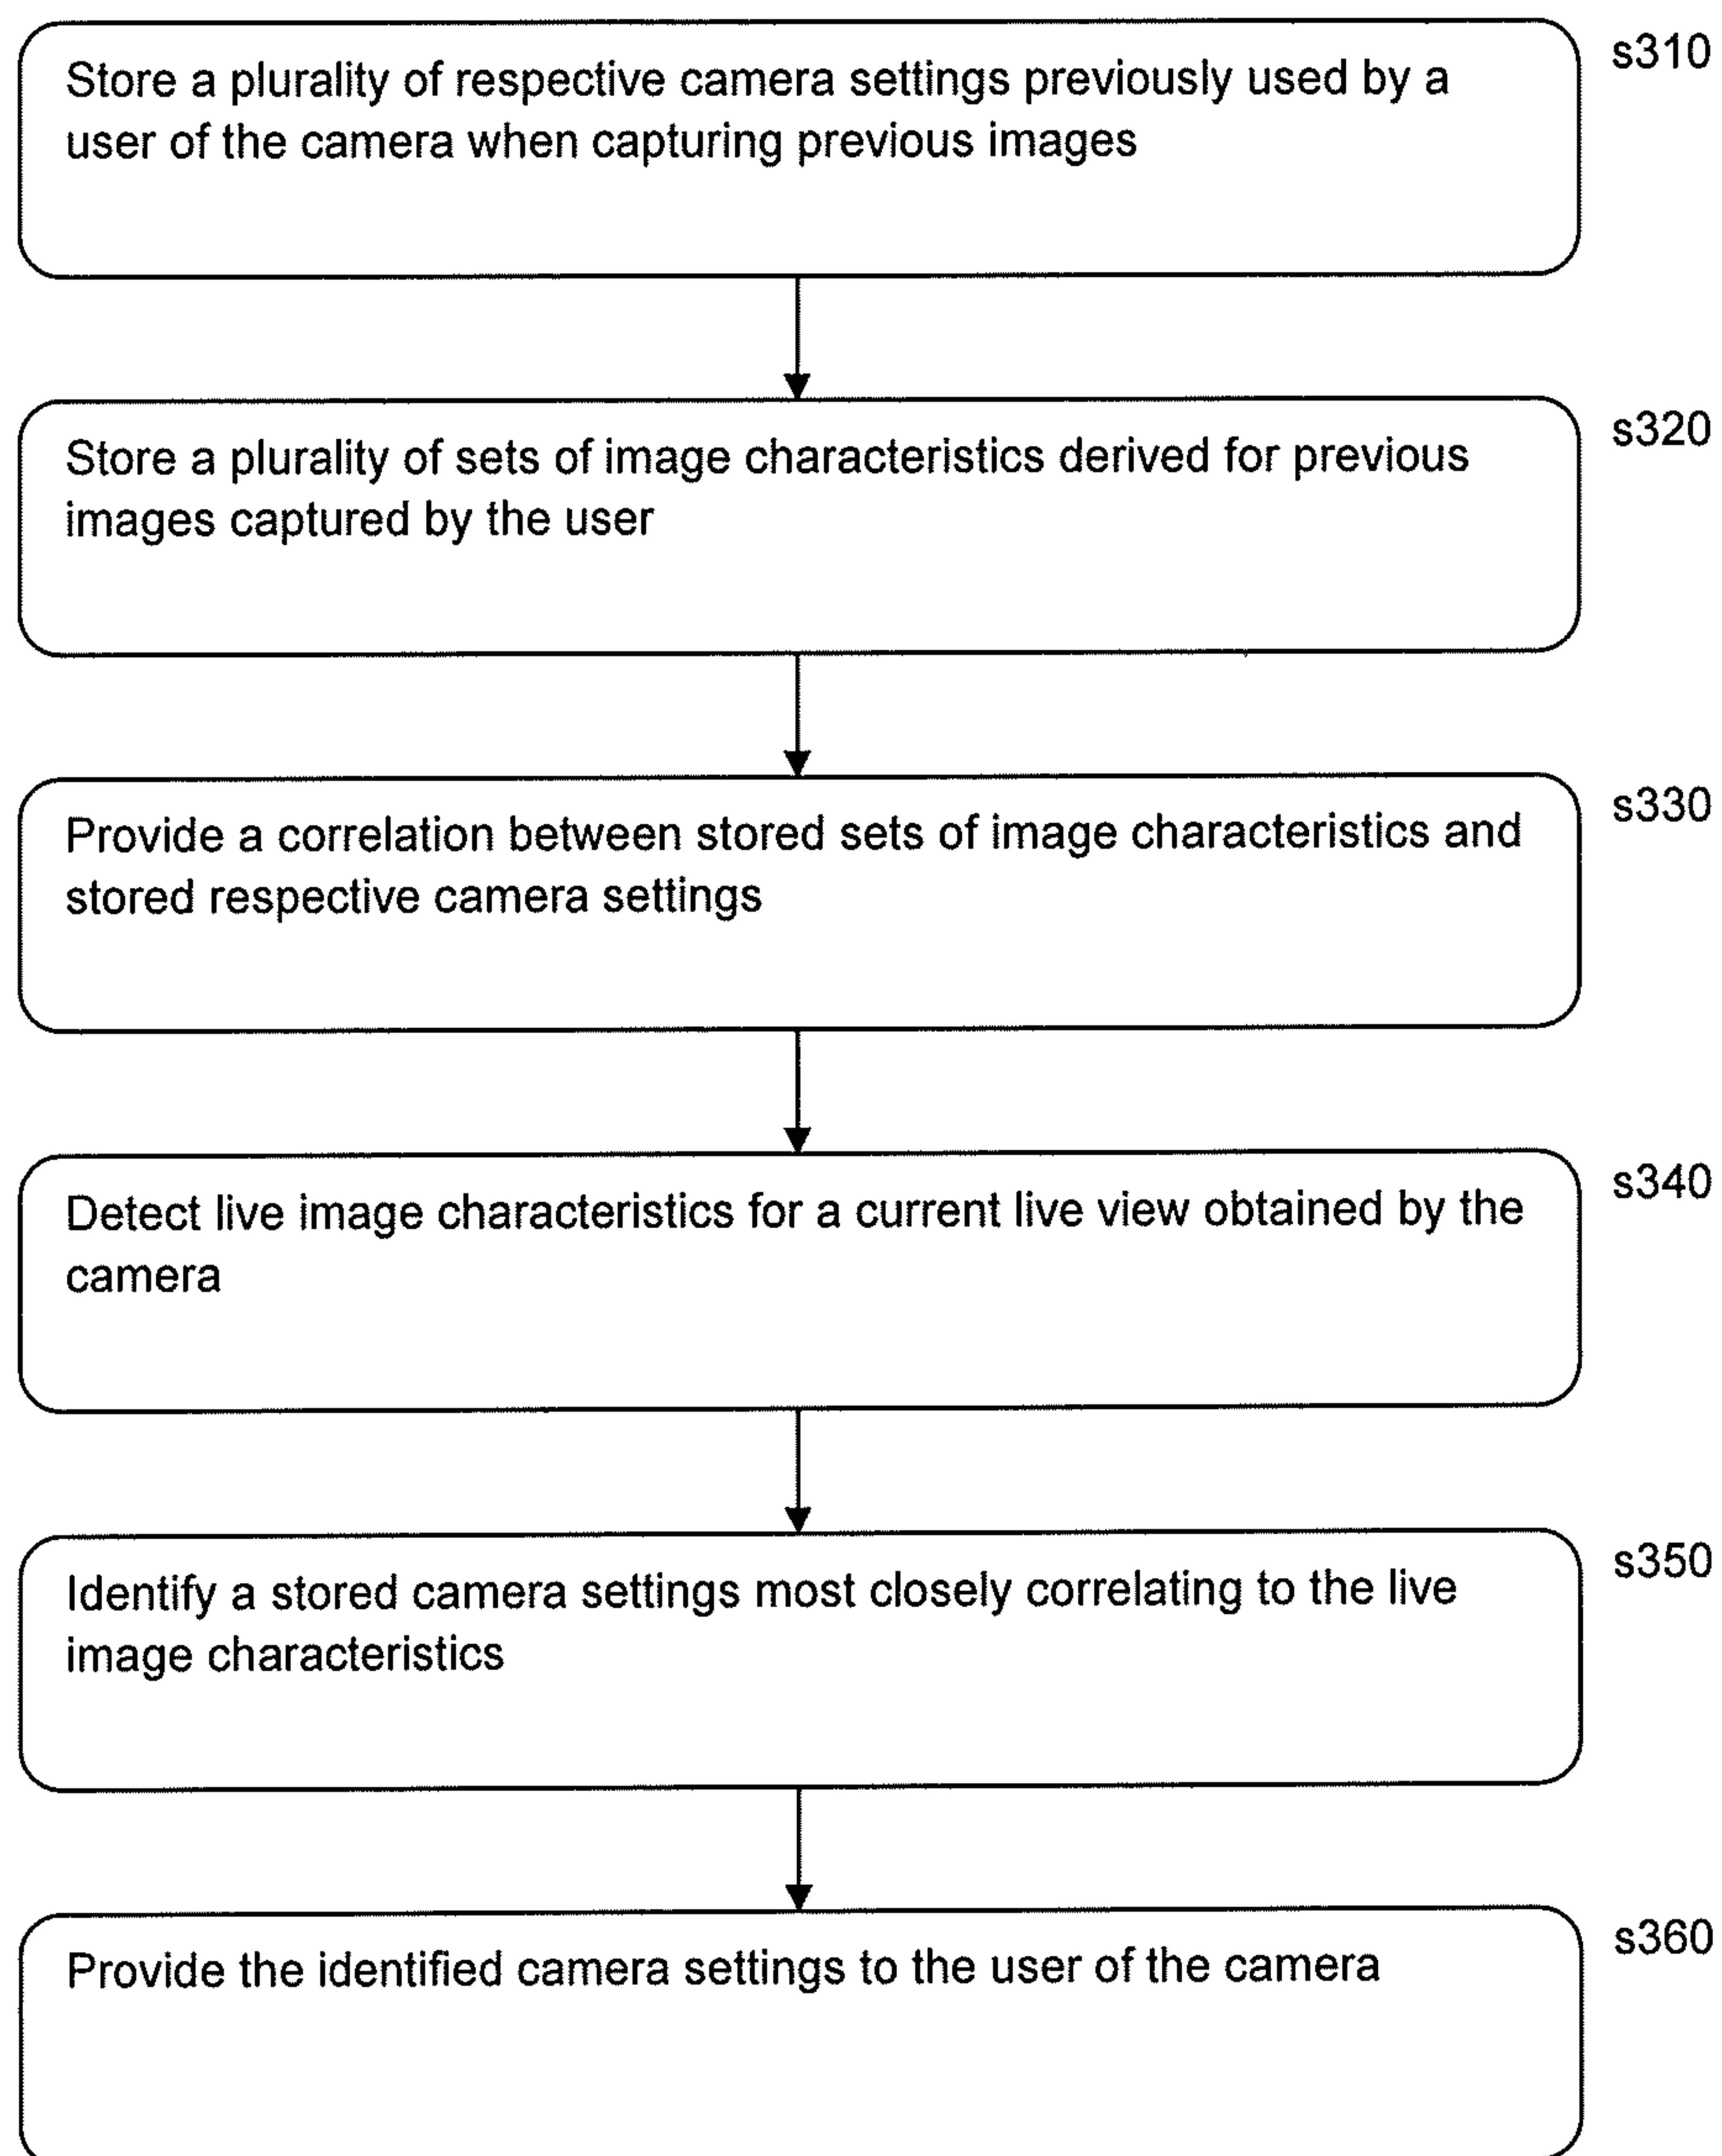 Store a plurality of respective camera settings previously used by a
user of the camera when capturing previous images
s310
Store a plurality of sets of image characteristics derived for previous
images captured by the user
s320
Provide a correlation between stored sets of image characteristics and
stored respective camera settings
s330
Detect live image characteristics for a current live view obtained by the
camera
s340
Identify a stored camera settings most closely correlating to the live
image characteristics
s350
Provide the identified camera settings to the user of the camera
s360